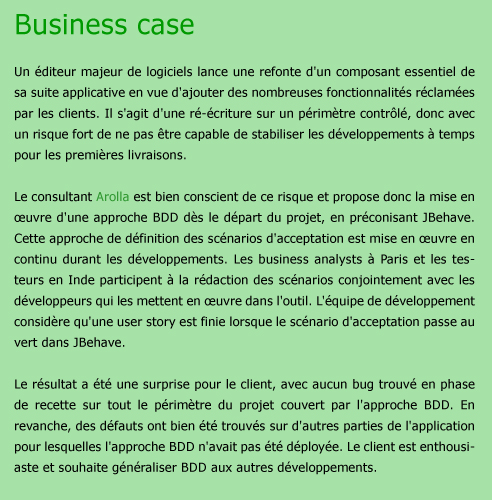 Business case
Un éditeur majeur de logiciels lance une refonte d'un composant essentiel de
sa suite applicative en vue d'ajouter des nombreuses fonctionnalités réclamées
par les clients. Il s'agit d'une ré-écriture sur un périmètre contrôlé, donc avec
un risque fort de ne pas être capable de stabiliser les développements à temps
pour les premières livraisons.
Le consultant Arolla est bien conscient de ce risque et propose donc la mise en
œuvre d'une approche BDD dès le départ du projet, en préconisant JBehave.
Cette approche de définition des scénarios d'acceptation est mise en œuvre en
continu durant les développements. Les business analysts à Paris et les tes-
teurs en Inde participent à la rédaction des scénarios conjointement avec les
développeurs qui les mettent en œuvre dans l'outil. L'équipe de développement
considère qu'une user story est finie lorsque le scénario d'acceptation passe au
vert dans JBehave.
Le résultat a été une surprise pour le client, avec aucun bug trouvé en phase
de recette sur tout le périmètre du projet couvert par l'approche BDD. En
revanche, des défauts ont bien été trouvés sur d'autres parties de l'application
pour lesquelles l'approche BDD n'avait pas été déployée. Le client est enthousi-
aste et souhaite généraliser BDD aux autres développements.